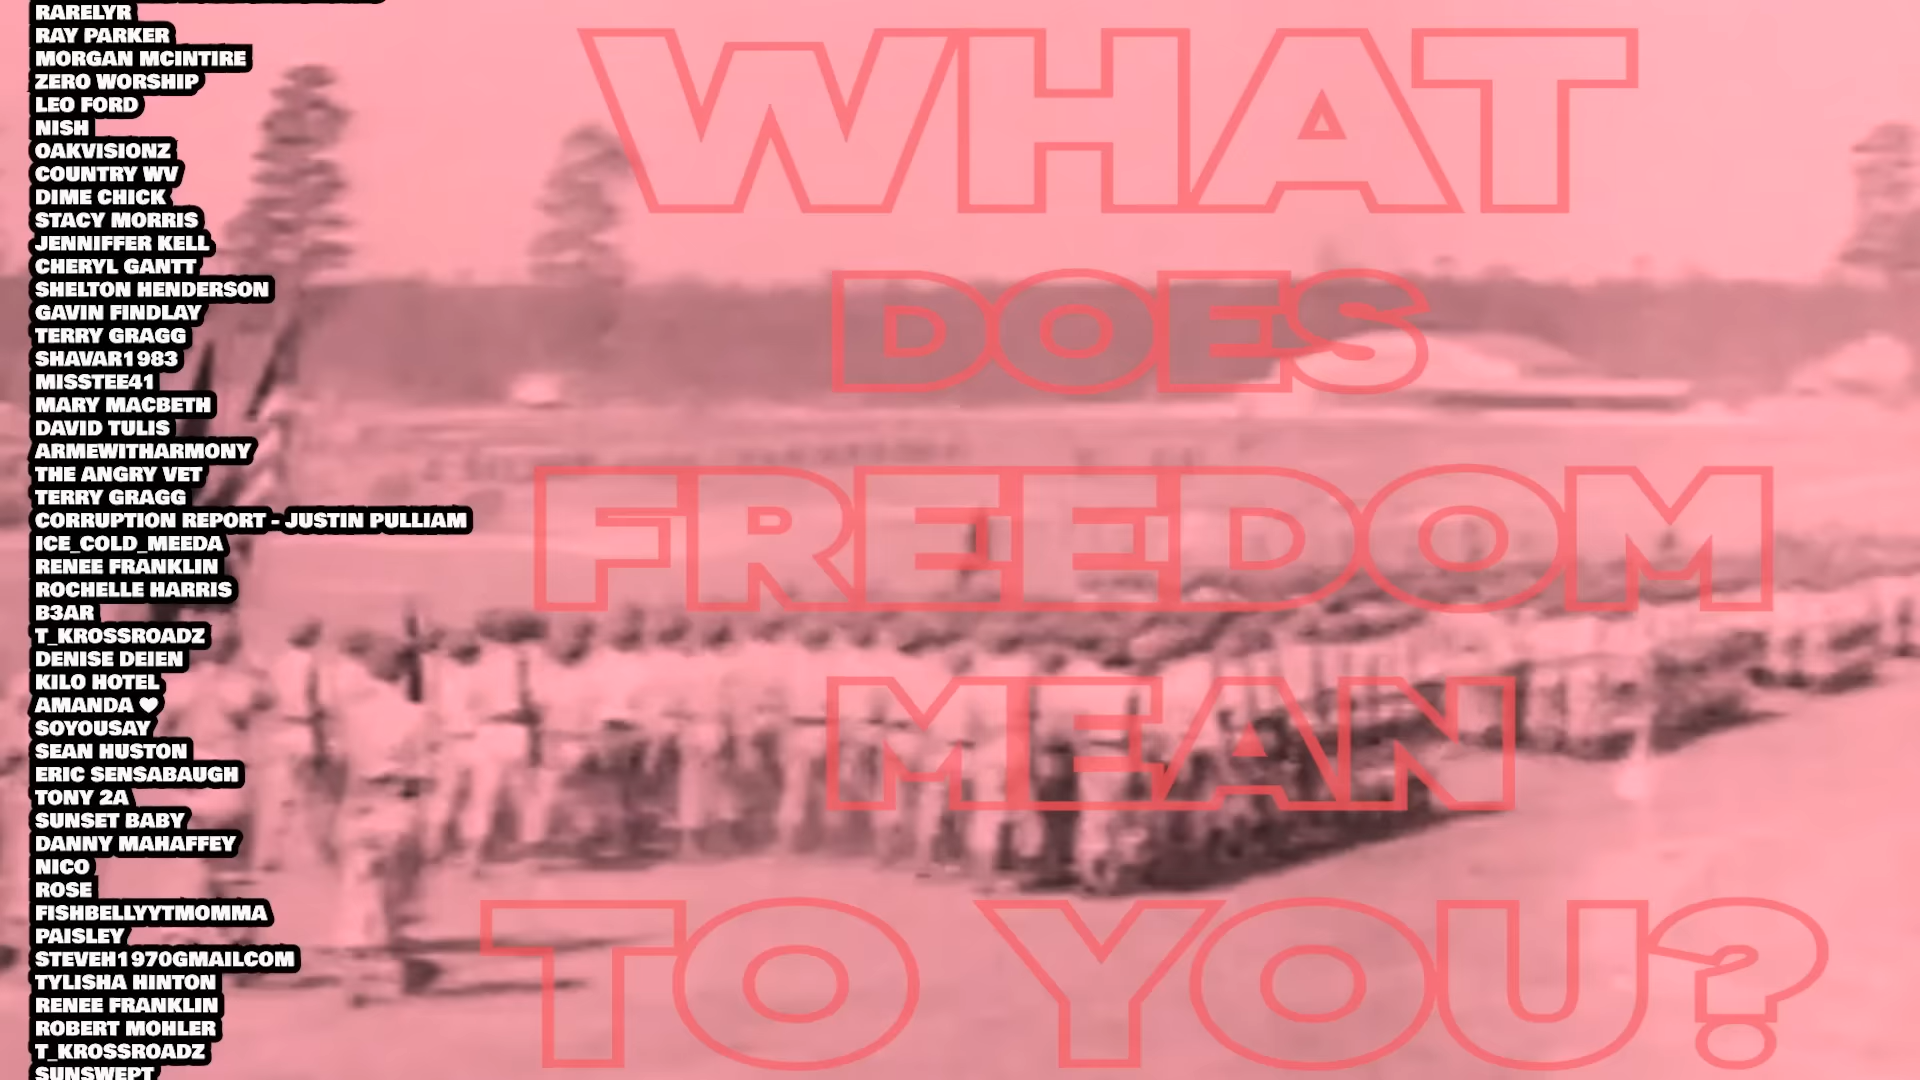 RARELYR
RAY PARKER
MORGAN MCINTIRE
ZERO WORSHIP
LEO FORD
NISH
OAKVISIONZ
COUNTRY WV
DIME CHICK
STACY MORRIS
JENNIFFER KELL
CHERYL GANTT
SHELTON HENDERSON
GAVIN FINDLAY
TERRY GRAGG
SHAVAR1983
MISSTEE41
MARY MACBETH
DAVID TULIS
ARMEWITHARMONY
THE ANGRY VET
TERRY GRAGG
CORRUPTION REPORT - JUSTIN PULLIAM
ICE_COLD_MEEDA
RENEE FRANKLIN
ROCHELLE HARRIS
B3AR
T_KROSSROADZ
DENISE DEIEN
KILO HOTEL
AMANDA ♥
SOYOUSAY
SEAN HUSTON
ERIC SENSABAUGH
TONY 2A
SUNSET BABY
DANNY MAHAFFEY
NICO
ROSE
FISHBELLYYTMOMMA
PAISLEY
STEVEH1970GMAILCOM
TYLISHA HINTON
RENEE FRANKLIN
ROBERT MOHLER
T_KROSSROADZ
SUNSWEPT
WHAT
DOES
FREEDOM
MEAN
TO YOU?